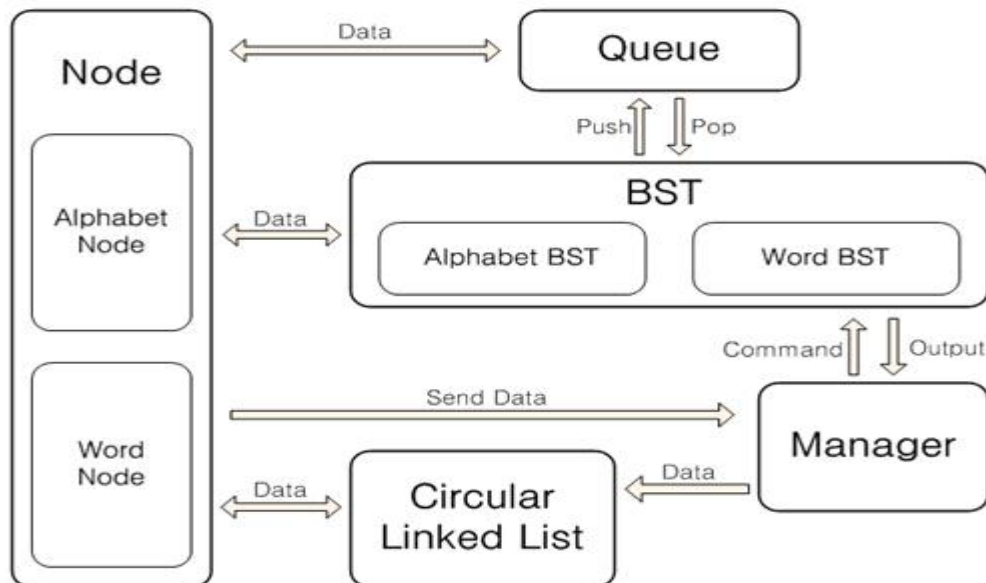 Node
Alphabet
Node
Word
Node
Data
Queue
Push
Pop
BST
Data
Alphabet BST
Word BST
Command
Output
Send Data
Manager
Data
Data
Circular
Linked List